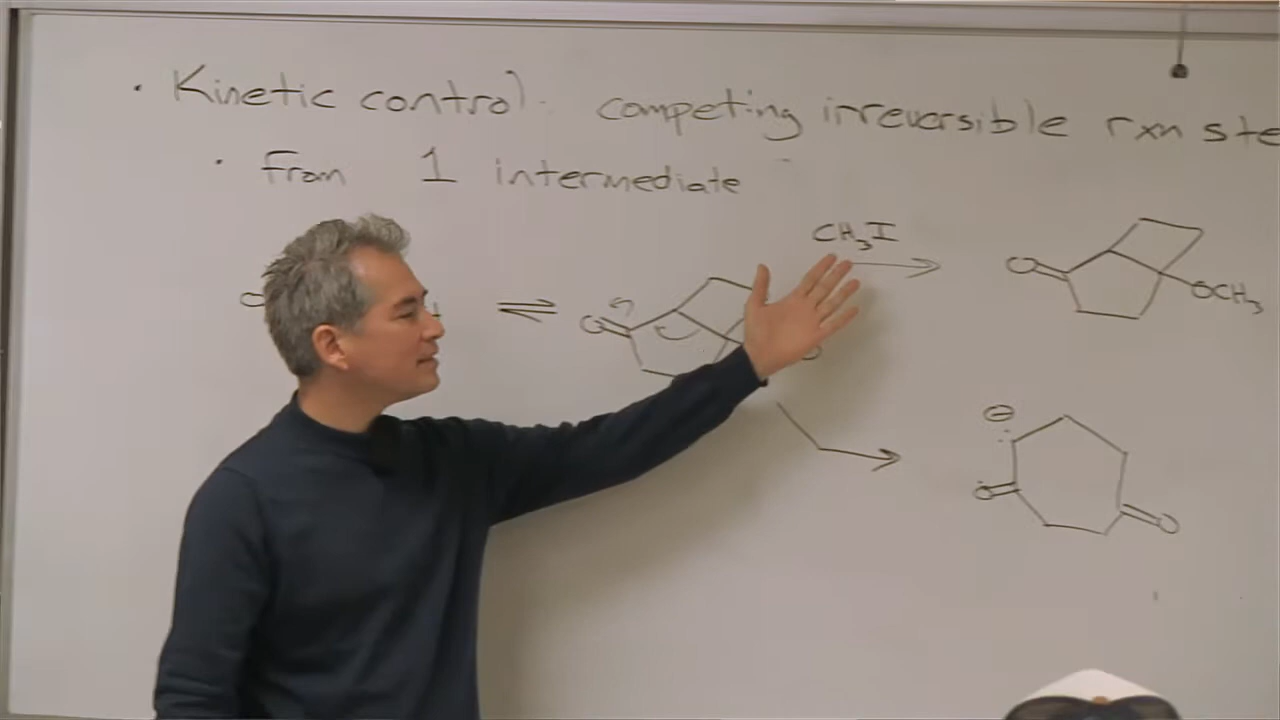 • Kinetic control: competing irreversible rxn ste
• From 1 intermediate
CH₃I
O
OCH₃
O
⊖
O
O